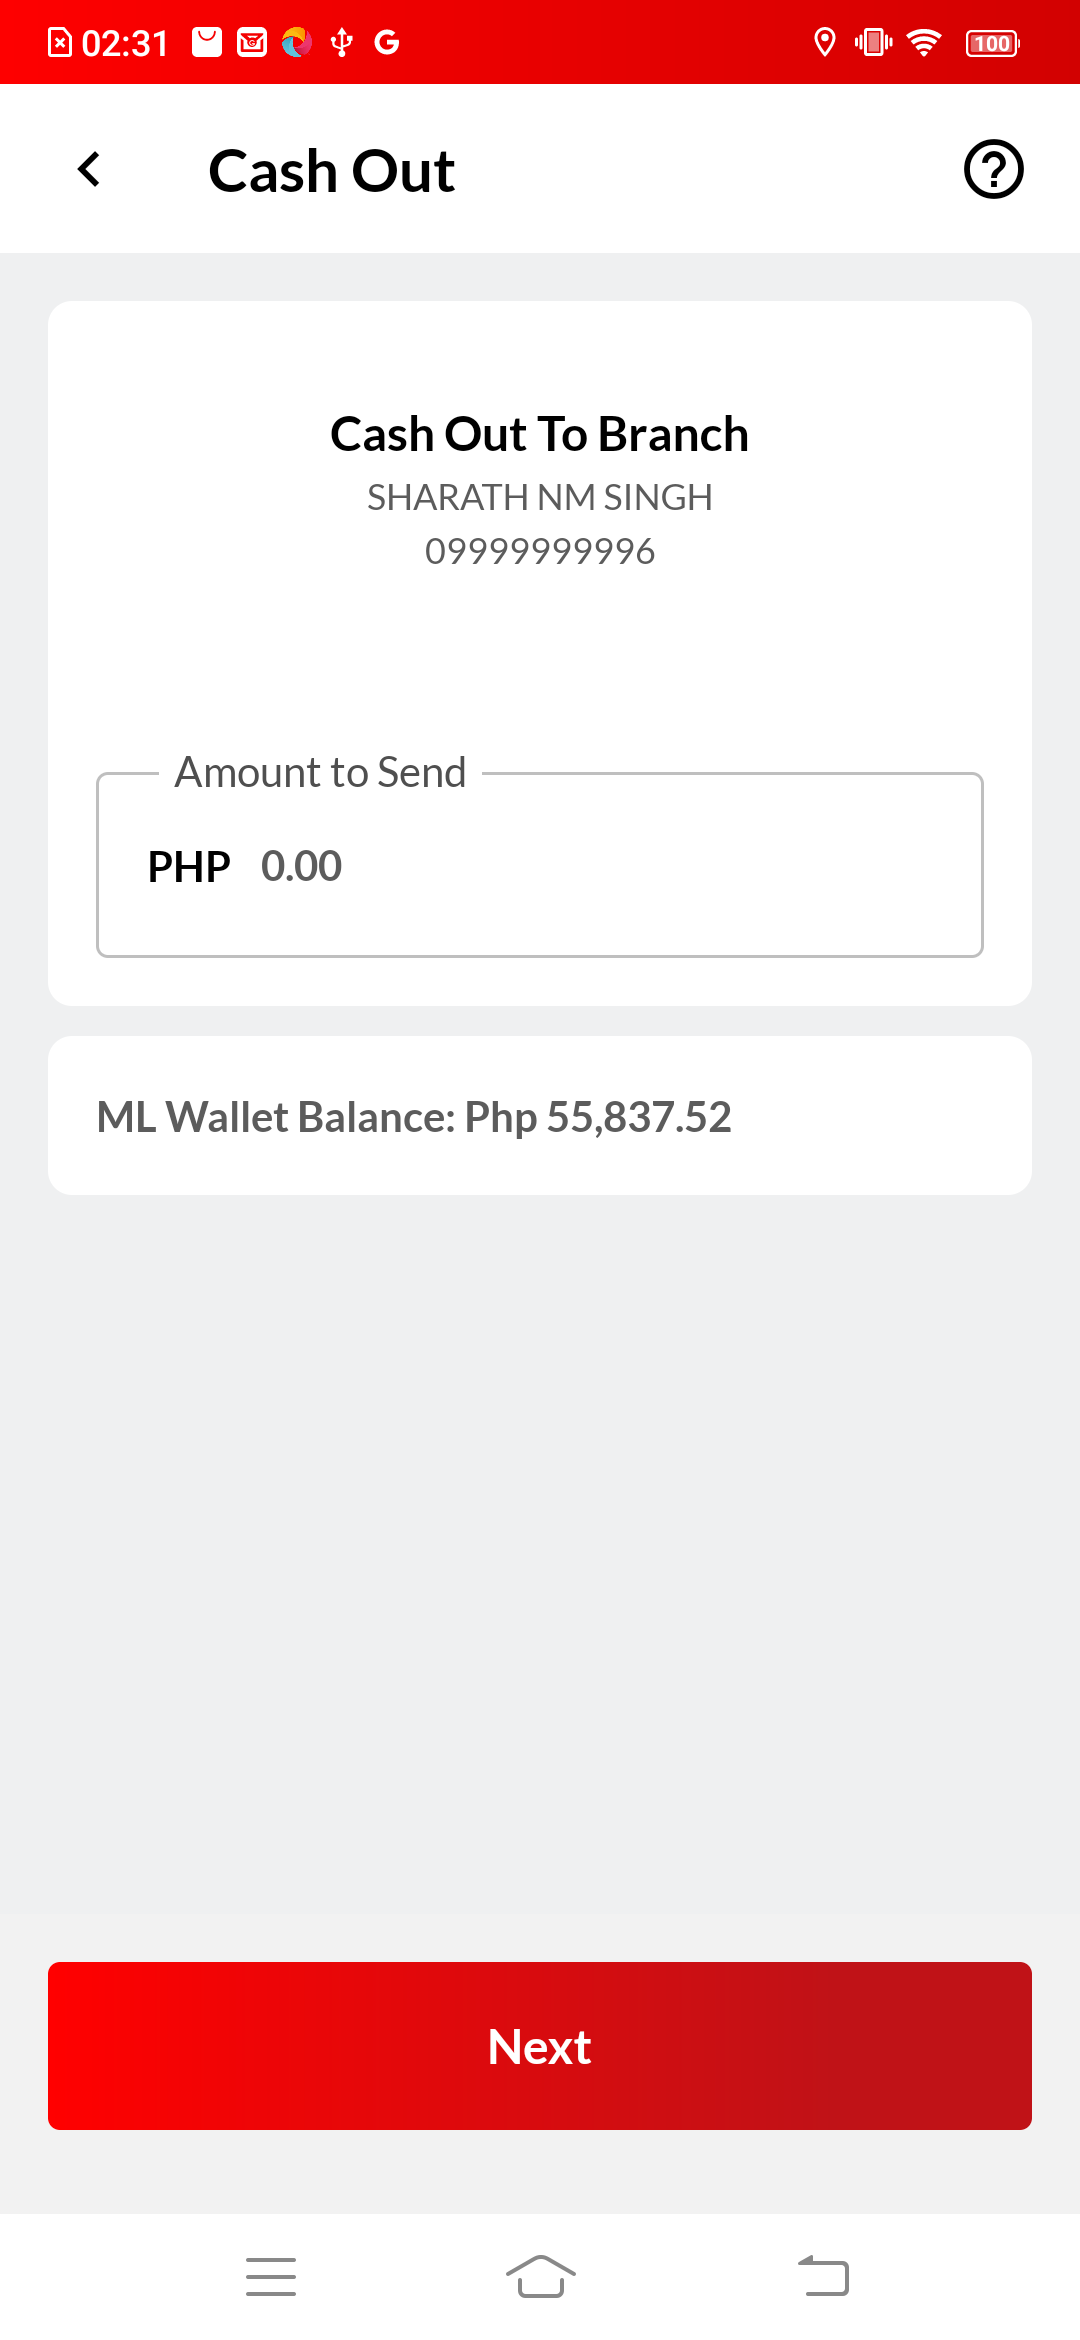 02:31
100
Cash Out
Cash Out To Branch
SHARATH NM SINGH
09999999996
Amount to Send
PHP 0.00
ML Wallet Balance: Php 55,837.52
Next